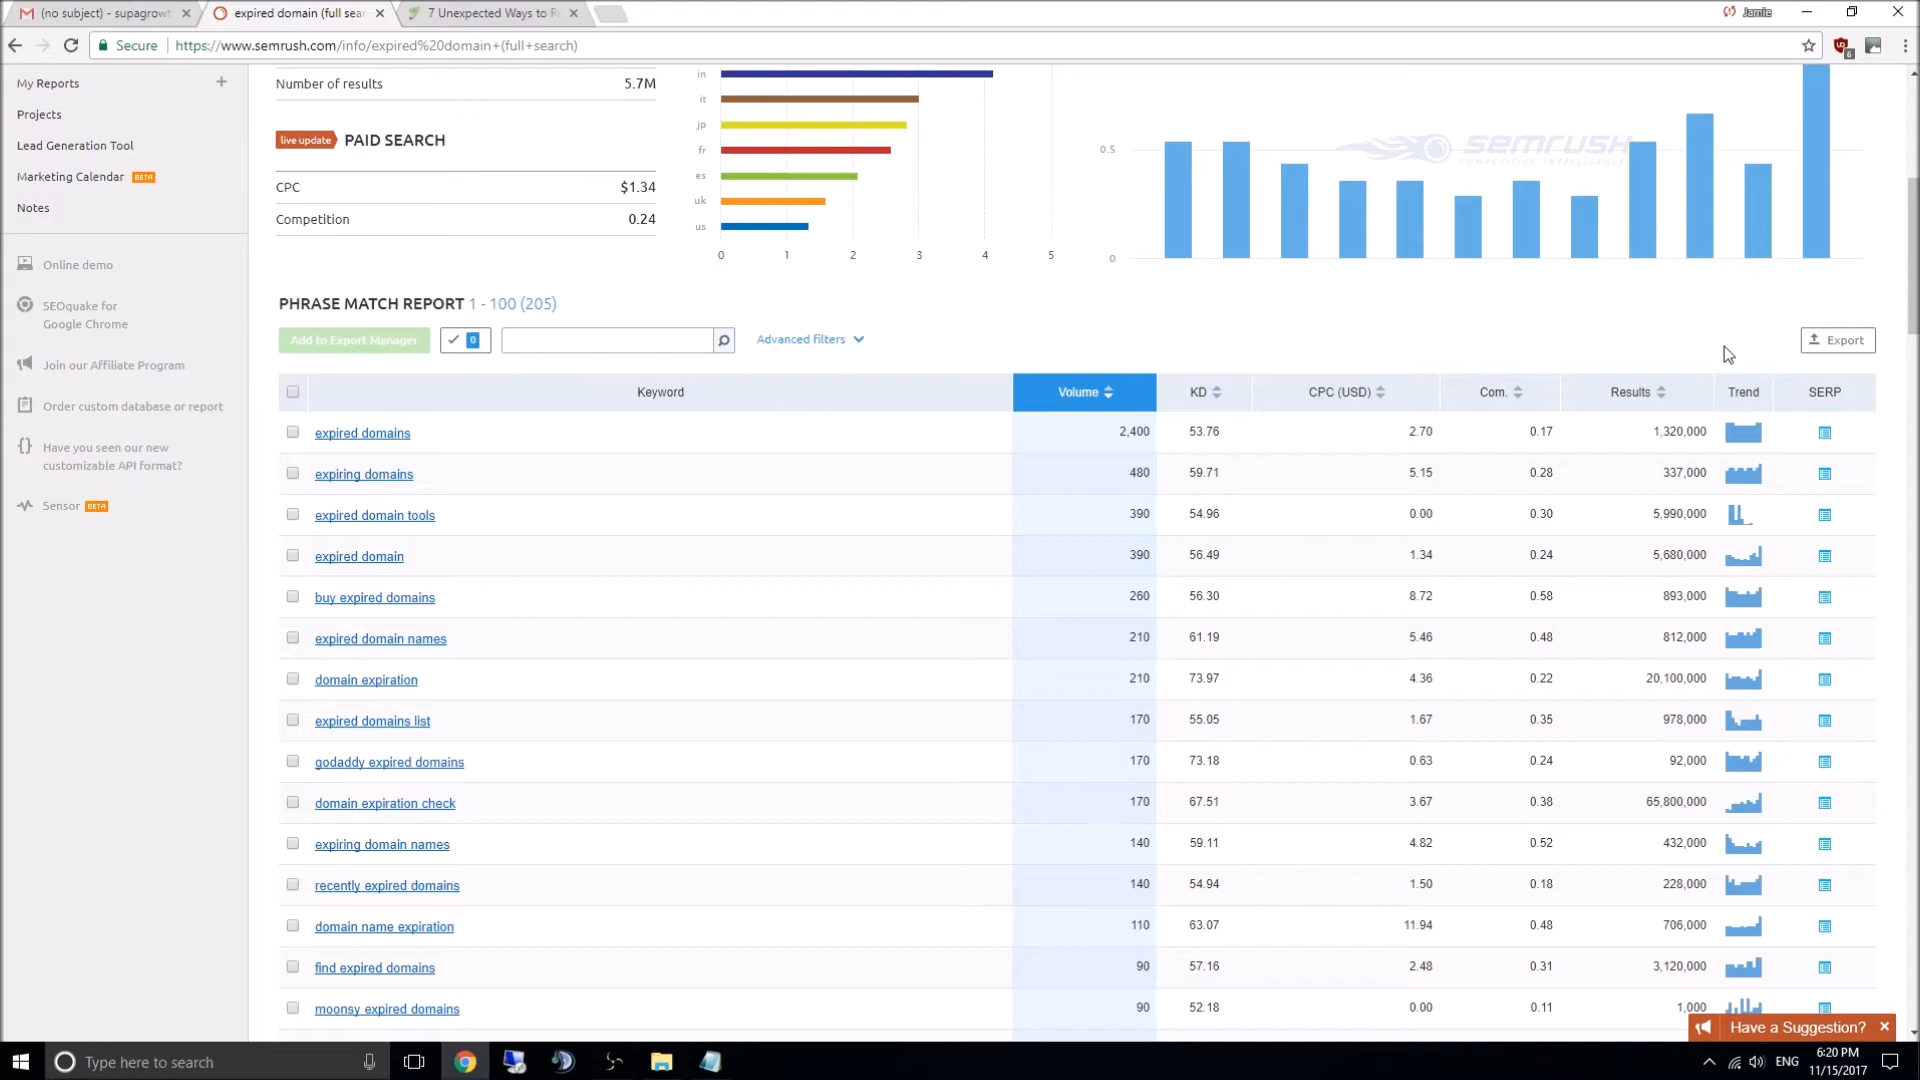 (no subject) - supagrowt
expired domain (full sea
7 Unexpected Ways to R
Jamie
Secure
https://www.semrush.com/info/expired%20domain+(full+search)
6
My Reports
Projects
Lead Generation Tool
Marketing Calendar BETA
Notes
Online demo
SEOquake for
Google Chrome
Join our Affiliate Program
Order custom database or report
Have you seen our new
customizable API format?
Sensor BETA
Number of results 5.7M
live update PAID SEARCH
CPC $1.34
Competition 0.24
in
it
jp
fr
es
uk
us
0 1 2 3 4 5
0.5
0
SEMRUSH
COMPETITIVE INTELLIGENCE
PHRASE MATCH REPORT 1 - 100 (205)
Add to Export Manager 0 Advanced filters Export
Keyword Volume KD CPC (USD) Com. Results Trend SERP
expired domains 2,400 53.76 2.70 0.17 1,320,000
expiring domains 480 59.71 5.15 0.28 337,000
expired domain tools 390 54.96 0.00 0.30 5,990,000
expired domain 390 56.49 1.34 0.24 5,680,000
buy expired domains 260 56.30 8.72 0.58 893,000
expired domain names 210 61.19 5.46 0.48 812,000
domain expiration 210 73.97 4.36 0.22 20,100,000
expired domains list 170 55.05 1.67 0.35 978,000
godaddy expired domains 170 73.18 0.63 0.24 92,000
domain expiration check 170 67.51 3.67 0.38 65,800,000
expiring domain names 140 59.11 4.82 0.52 432,000
recently expired domains 140 54.94 1.50 0.18 228,000
domain name expiration 110 63.07 11.94 0.48 706,000
find expired domains 90 57.16 2.48 0.31 3,120,000
moonsy expired domains 90 52.18 0.00 0.11 1,000
Have a Suggestion?
Type here to search
ENG
6:20 PM
11/15/2017